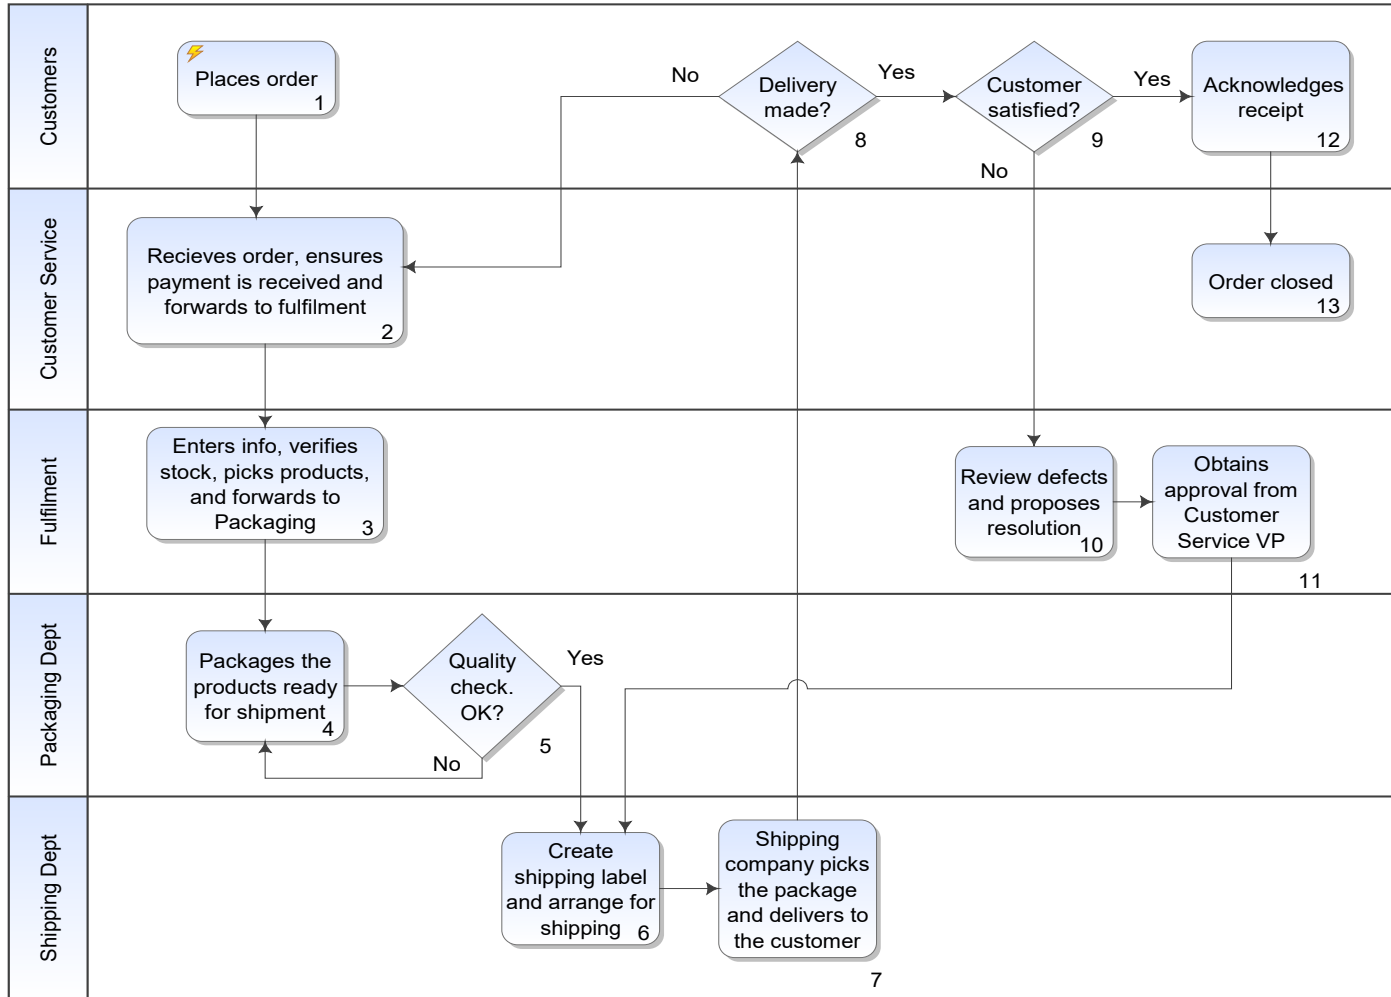 Customers
Places order
1
No
Delivery
made?
8
Yes
Customer
satisfied?
9
Yes
No
Acknowledges
receipt
12
Customer Service
Recieves order, ensures
payment is received and
forwards to fulfilment
2
Order closed
13
Fulfilment
Enters info, verifies
stock, picks products,
and forwards to
Packaging
3
Review defects
and proposes
resolution
10
Obtains
approval from
Customer
Service VP
11
Packaging Dept
Packages the
products ready
for shipment
4
Quality
check.
OK?
5
Yes
No
Shipping Dept
Create
shipping label
and arrange for
shipping
6
Shipping
company picks
the package
and delivers to
the customer
7